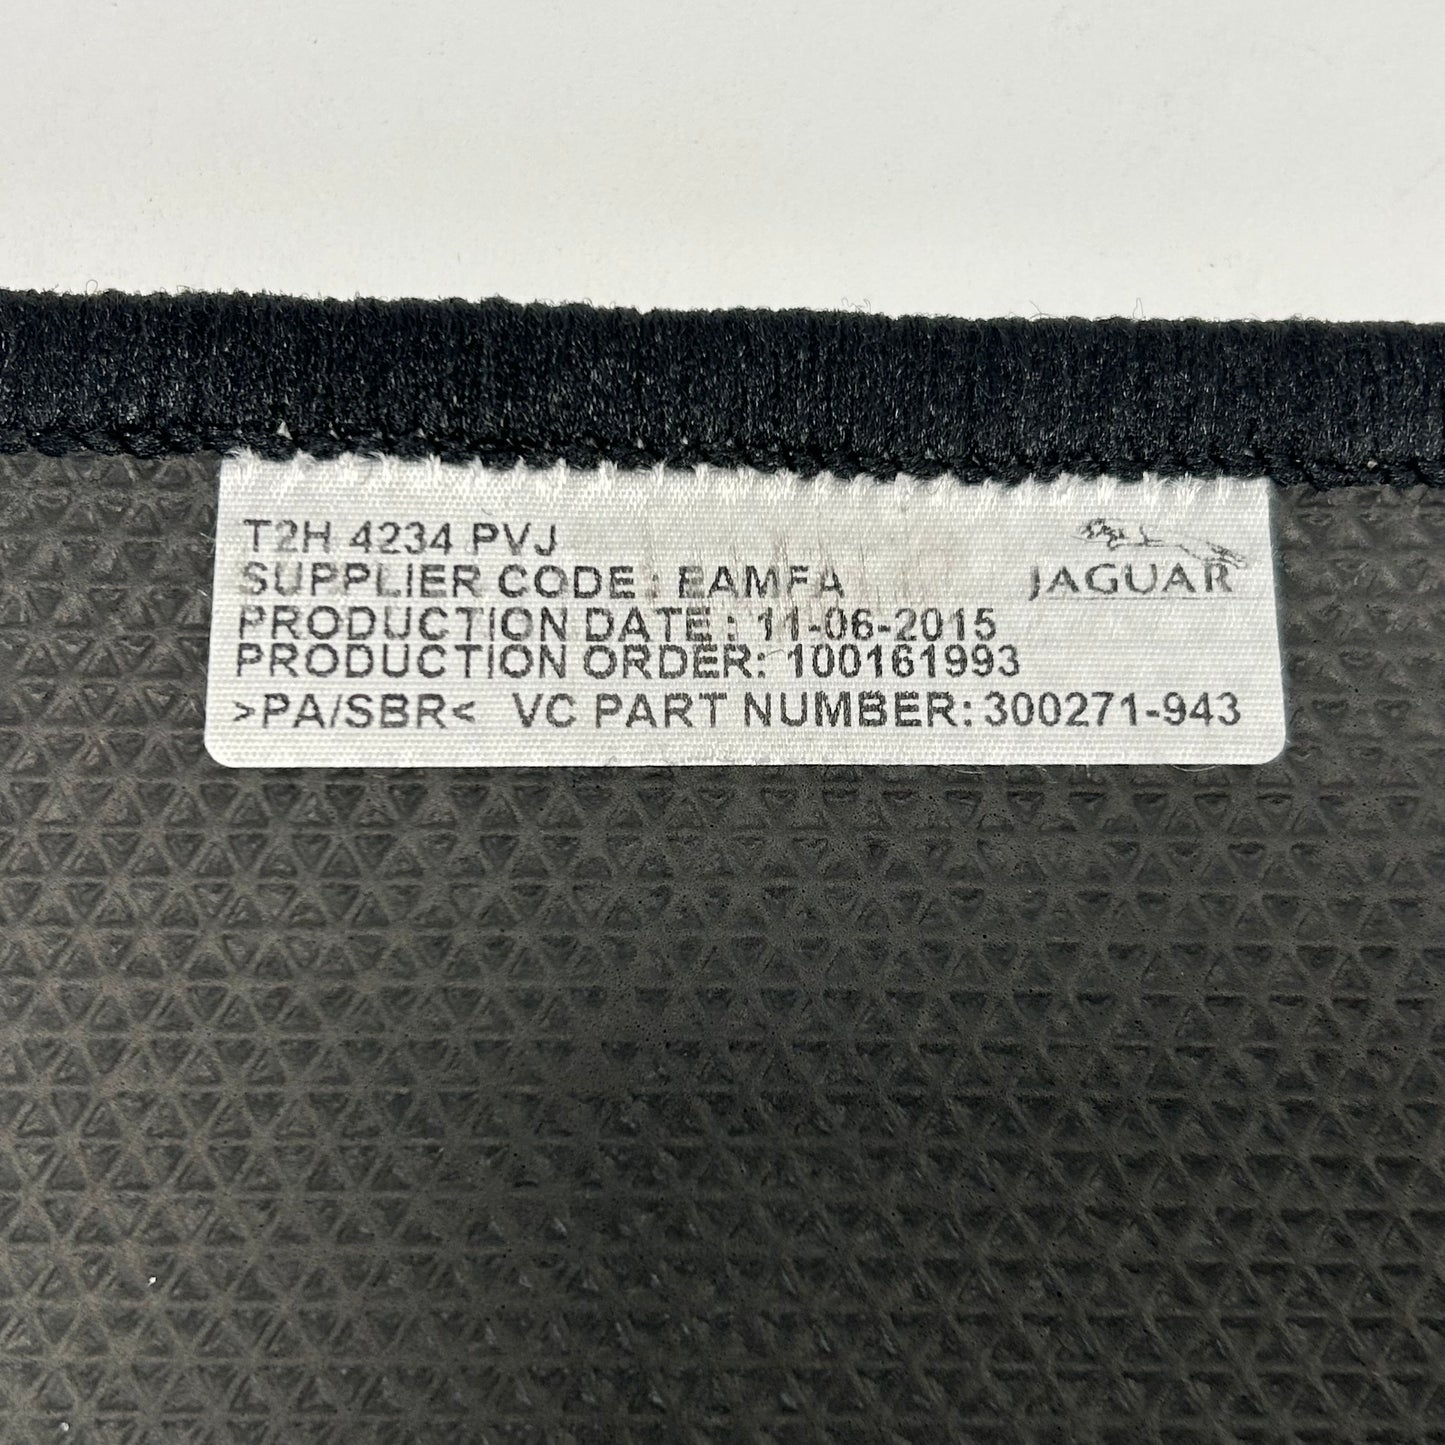 T2H 4234 PVJ
JAGUAR
SUPPLIER CODE : EAMFA
PRODUCTION DATE : 11-06-2015
PRODUCTION ORDER: 100161993
>PA/SBR< VC PART NUMBER: 300271-943